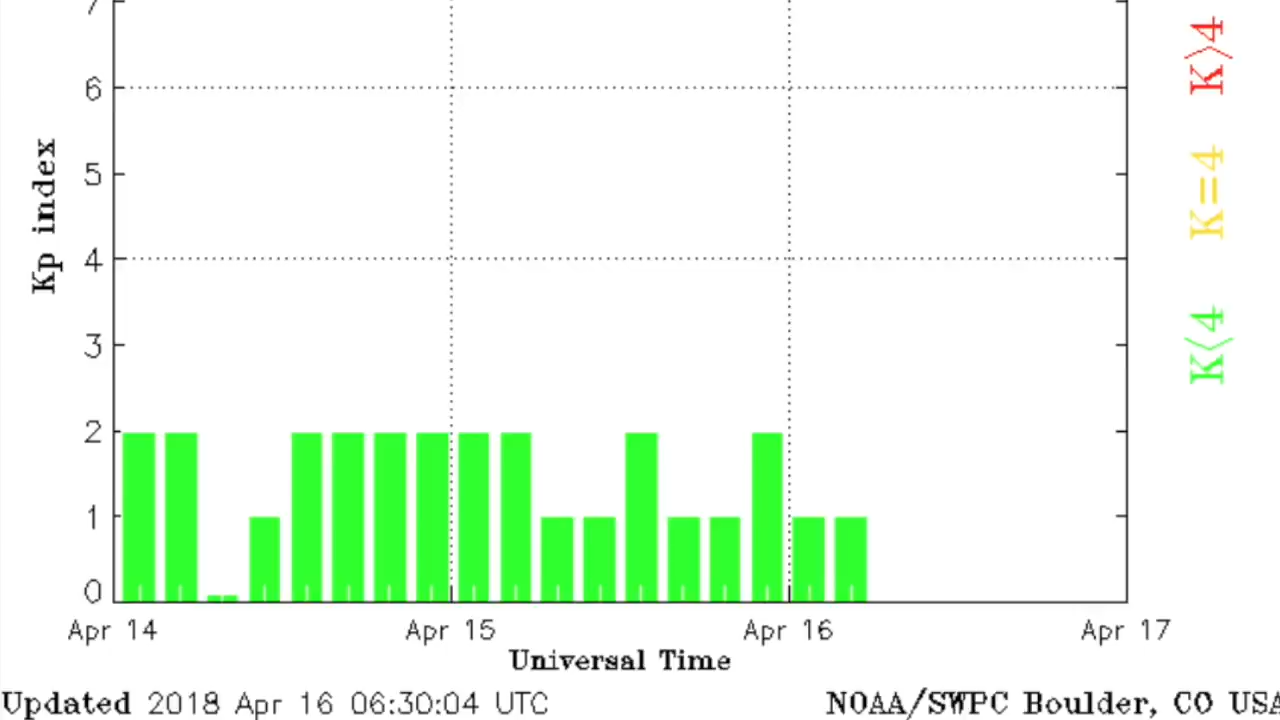 7
6
5
4
3
2
1
0
Kp index
K>4
K=4
K<4
Apr 14 Apr 15 Apr 16 Apr 17
Universal Time
Updated 2018 Apr 16 06:30:04 UTC NOAA/SWPC Boulder, CO USA